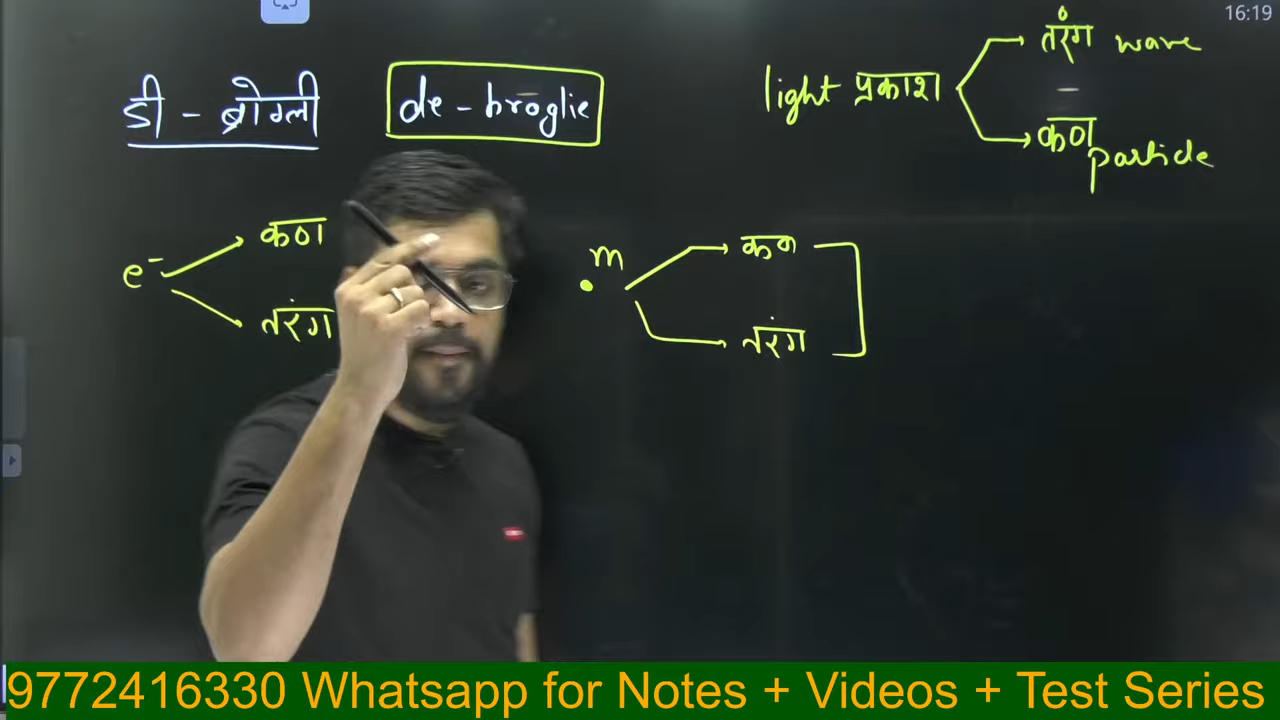 16:19
डी - ब्रोग्ली de - broglie
light प्रकाश
तरंग wave
कण particle
e⁻
कण
तरंग
m
कण
तरंग
9772416330 Whatsapp for Notes + Videos + Test Series